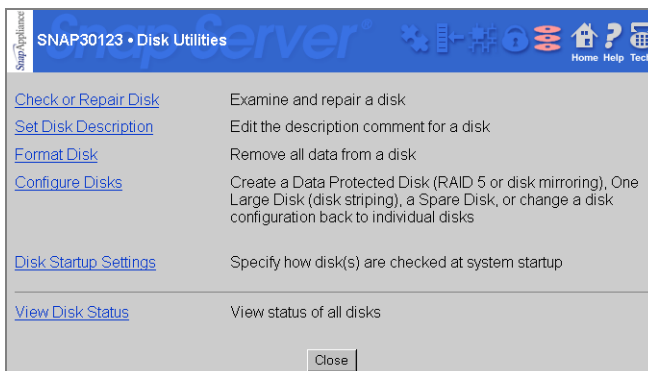 SnapAppliance
SNAP30123 • Disk Utilities
Snap Server
Home Help Tech
Check or Repair Disk Examine and repair a disk
Set Disk Description Edit the description comment for a disk
Format Disk Remove all data from a disk
Configure Disks Create a Data Protected Disk (RAID 5 or disk mirroring), One
Large Disk (disk striping), a Spare Disk, or change a disk
configuration back to individual disks
Disk Startup Settings Specify how disk(s) are checked at system startup
View Disk Status View status of all disks
Close